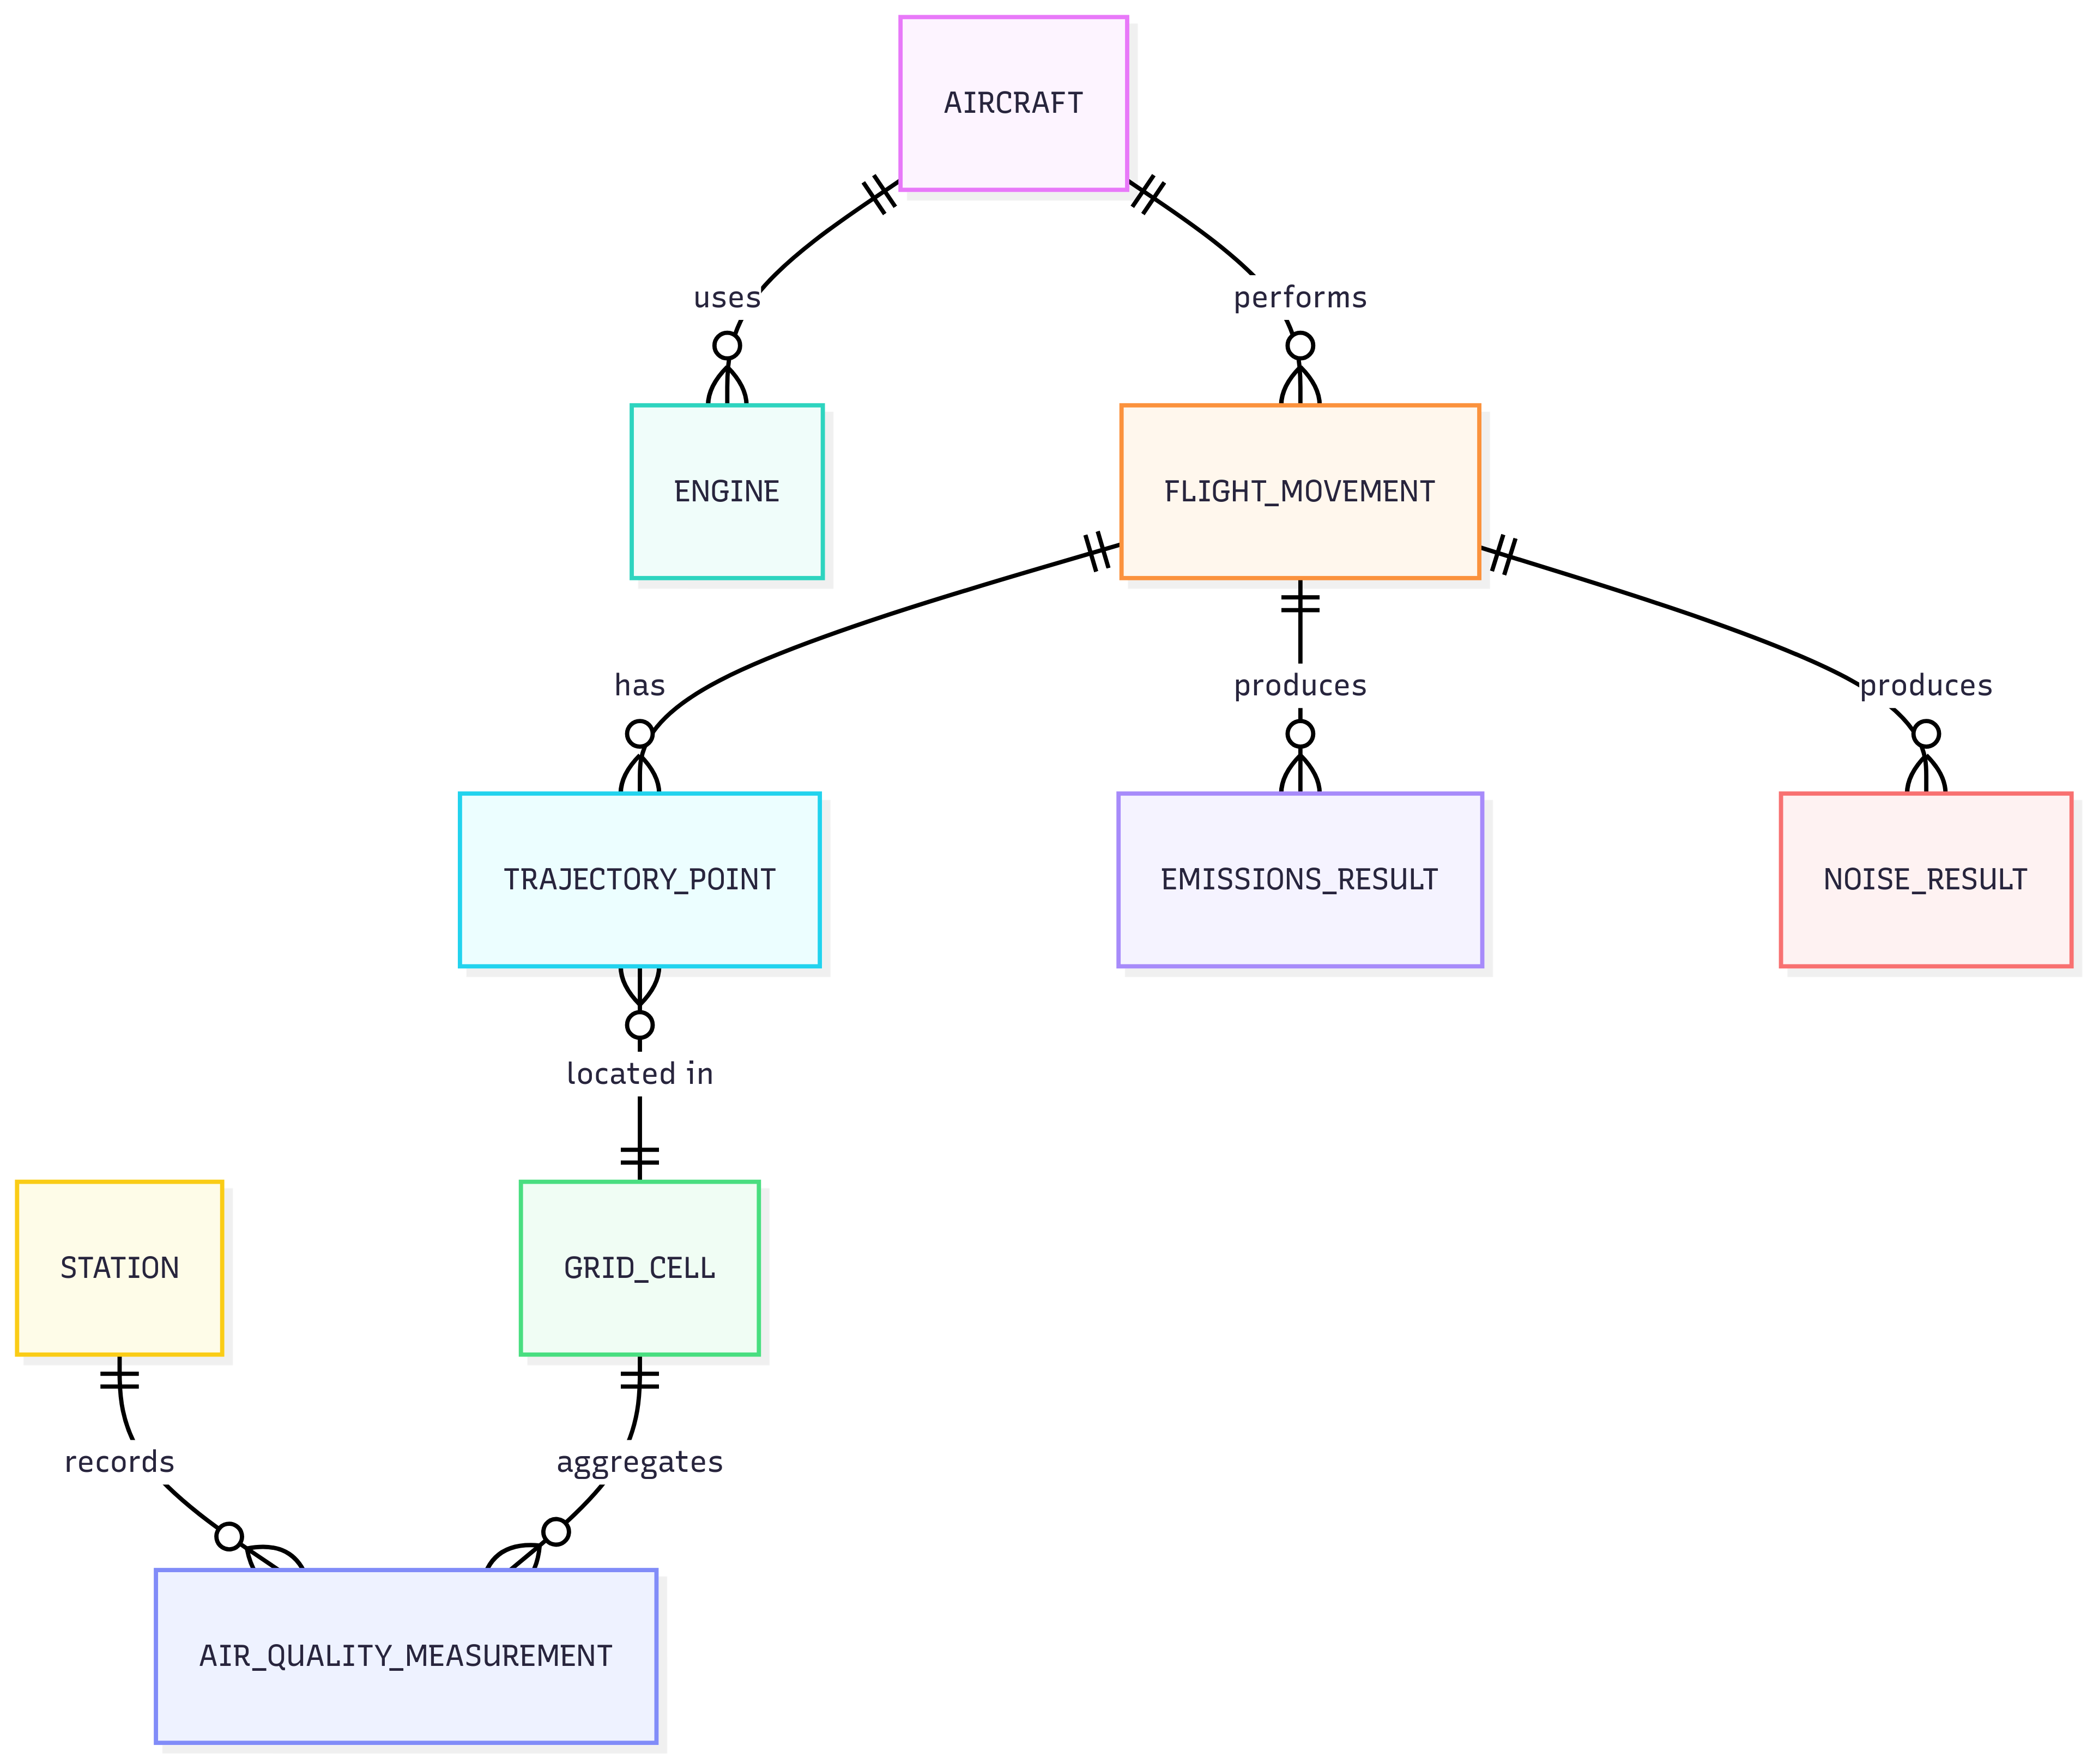 AIRCRAFT
uses
performs
ENGINE
FLIGHT_MOVEMENT
has
produces
produces
TRAJECTORY_POINT
EMISSIONS_RESULT
NOISE_RESULT
located in
STATION
GRID_CELL
records
aggregates
AIR_QUALITY_MEASUREMENT